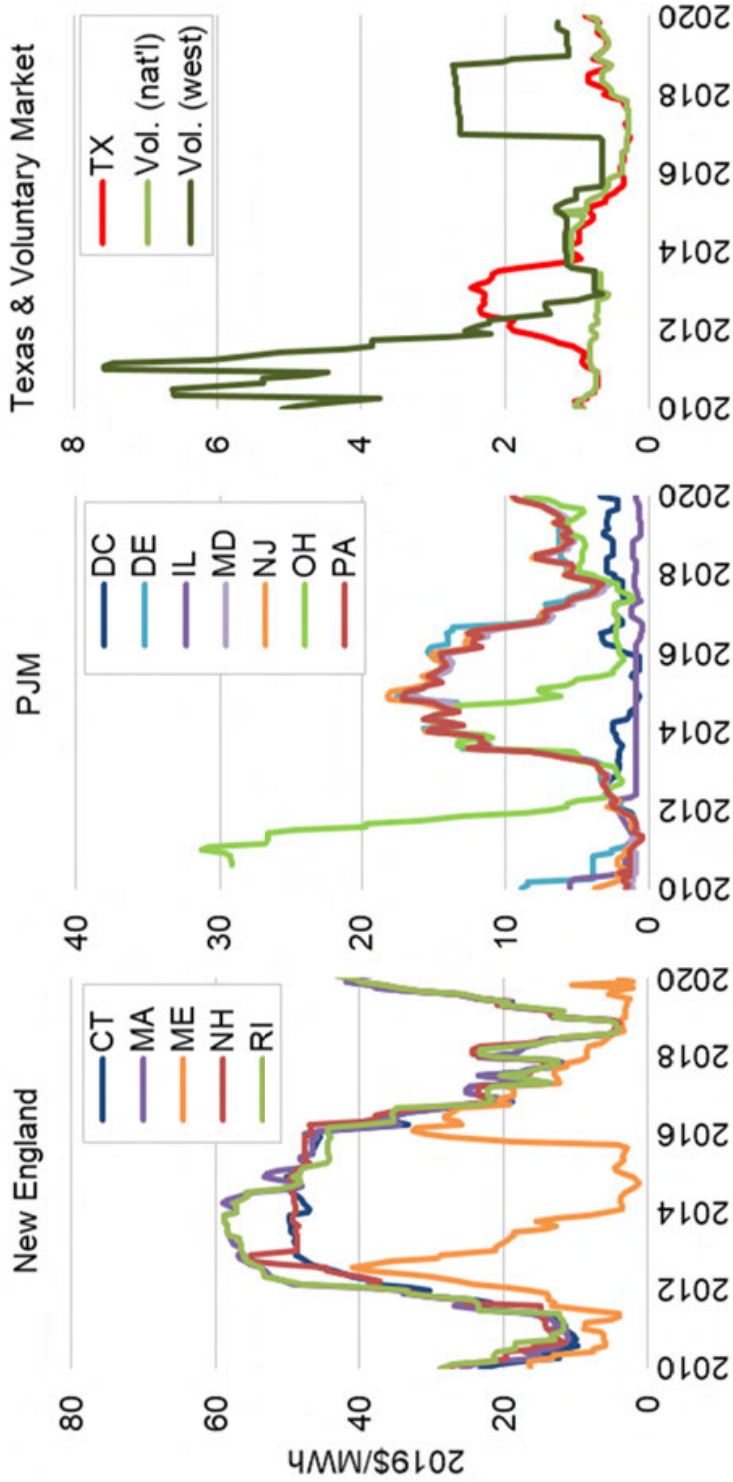 New England
2019$/MWh
80
60
40
20
0
CT
MA
ME
NH
RI
2010
2012
2014
2016
2018
2020
PJM
40
30
20
10
0
DC
DE
IL
MD
NJ
OH
PA
2010
2012
2014
2016
2018
2020
Texas & Voluntary Market
8
6
4
2
0
TX
Vol. (nat'l)
Vol. (west)
2010
2012
2014
2016
2018
2020